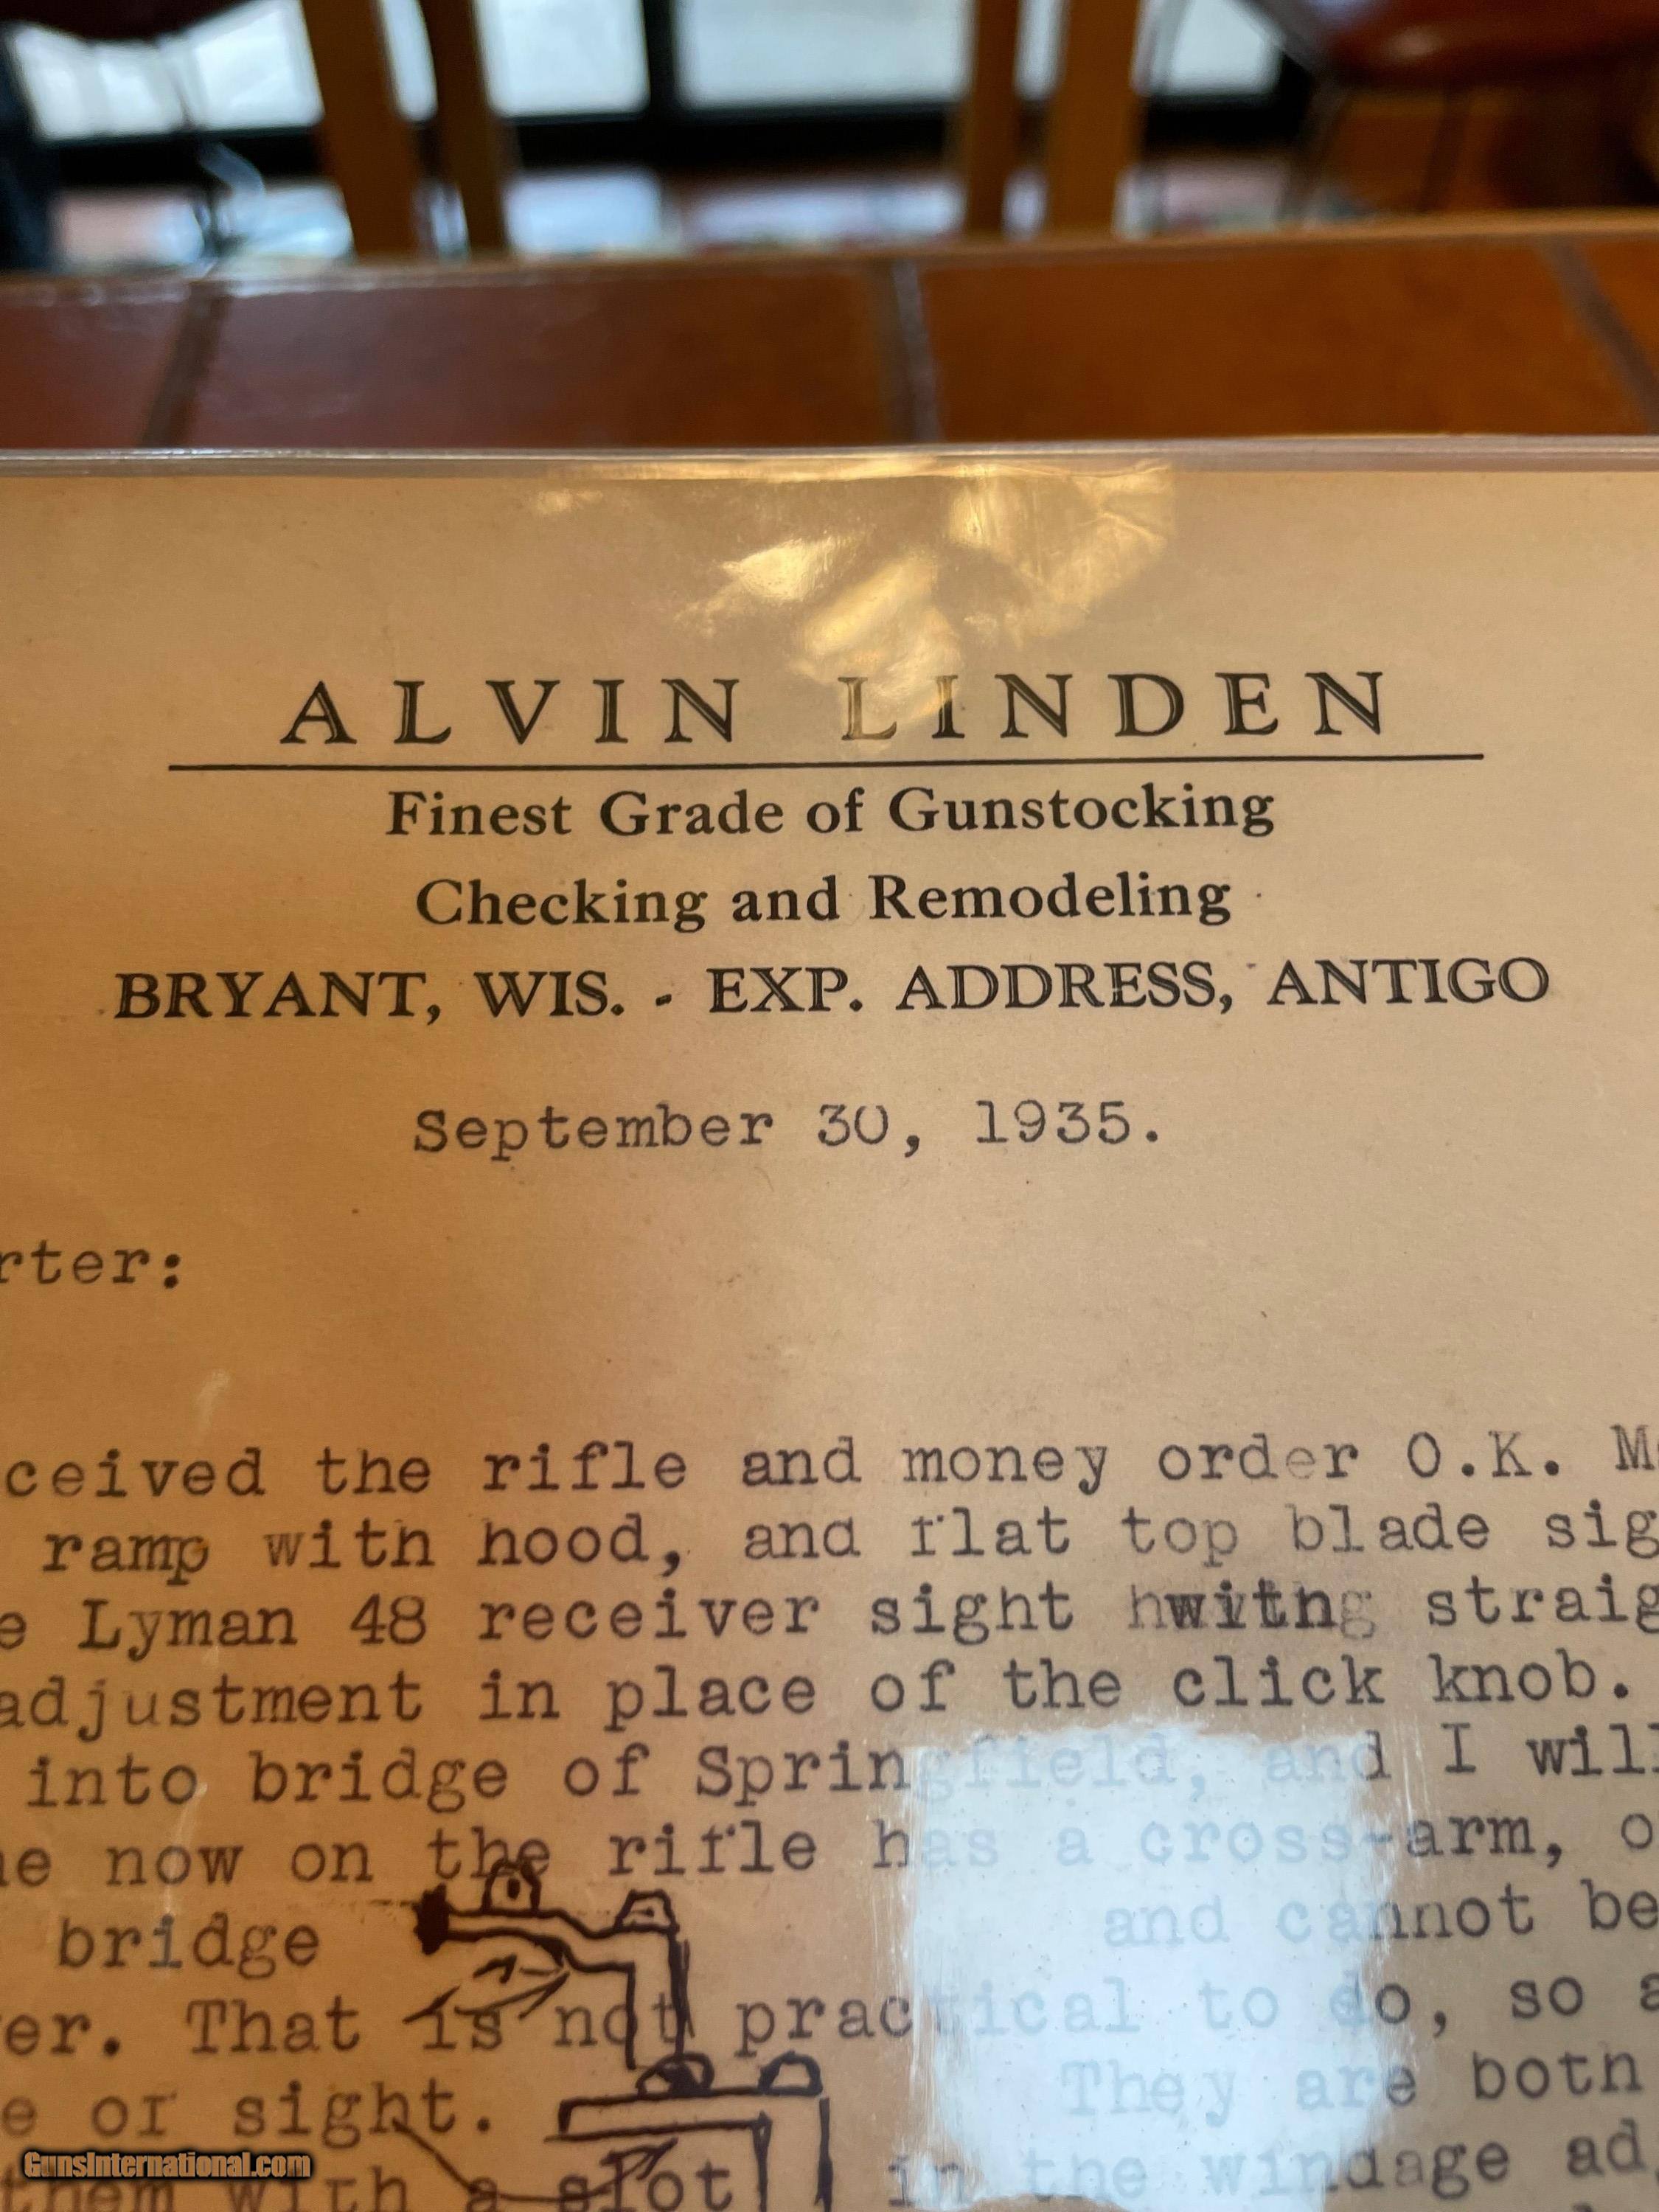 ALVIN LINDEN
Finest Grade of Gunstocking
Checking and Remodeling
BRYANT, WIS. - EXP. ADDRESS, ANTIGO
September 30, 1935.
rter:
ceived the rifle and money order O.K. M
ramp with hood, and flat top blade sig
e Lyman 48 receiver sight straig
adjustment in place of the click knob.
into bridge of Springfield, and I will
e now on the rifle has a cross-arm, o
bridge and cannot be
er. That is not practical to do, so a
They are both
e or sight.
them with a slot in the windage ad
GunsInternational.com